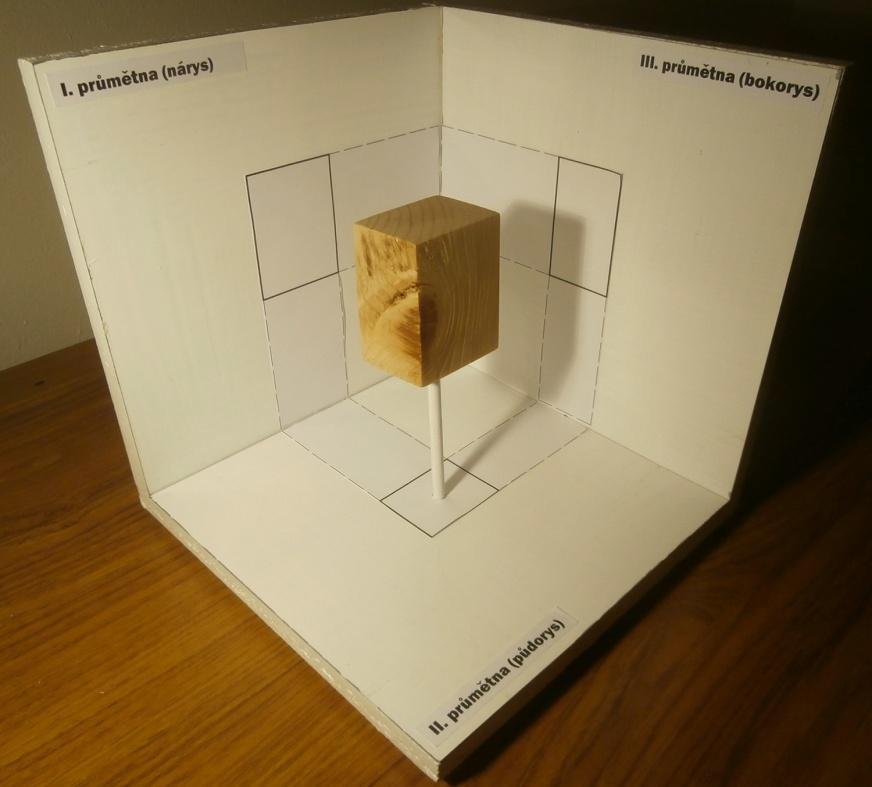 I. průmětna (nárys)
III. průmětna (bokorys)
II. průmětna (půdorys)